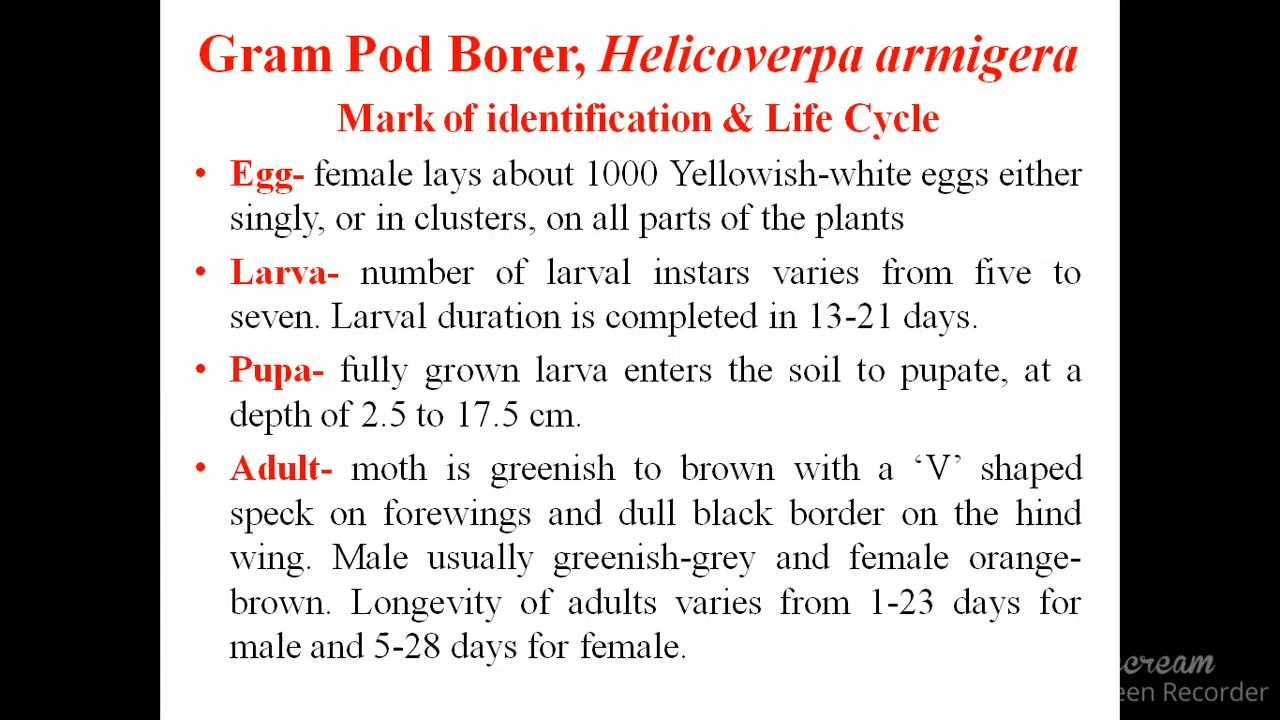 Gram Pod Borer, Helicoverpa armigera
Mark of identification & Life Cycle
• Egg- female lays about 1000 Yellowish-white eggs either
singly, or in clusters, on all parts of the plants
• Larva- number of larval instars varies from five to
seven. Larval duration is completed in 13-21 days.
• Pupa- fully grown larva enters the soil to pupate, at a
depth of 2.5 to 17.5 cm.
• Adult- moth is greenish to brown with a ‘V’ shaped
speck on forewings and dull black border on the hind
wing. Male usually greenish-grey and female orange-
brown. Longevity of adults varies from 1-23 days for
male and 5-28 days for female.
cream
een Recorder